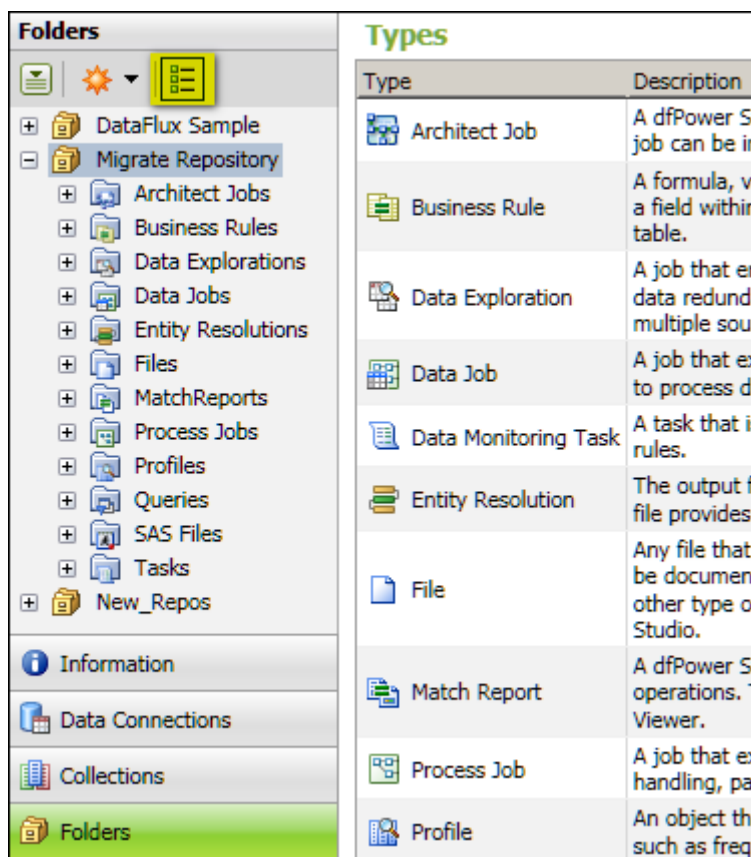 Folders
DataFlux Sample
Migrate Repository
Architect Jobs
Business Rules
Data Explorations
Data Jobs
Entity Resolutions
Files
MatchReports
Process Jobs
Profiles
Queries
SAS Files
Tasks
New_Repos
Information
Data Connections
Collections
Folders
Types
Type Description
Architect Job
A dfPower S
job can be
Business Rule
A formula,
a field within
table.
Data Exploration
A job that
data redund
multiple sou
Data Job
A job that
to process d
Data Monitoring Task
A task that
rules.
Entity Resolution
The output
file provides
File
Any file that
be documen
other type
Studio.
Match Report
A dfPower S
operations.
Viewer.
Process Job
A job that
handling, pa
Profile
An object th
such as freq